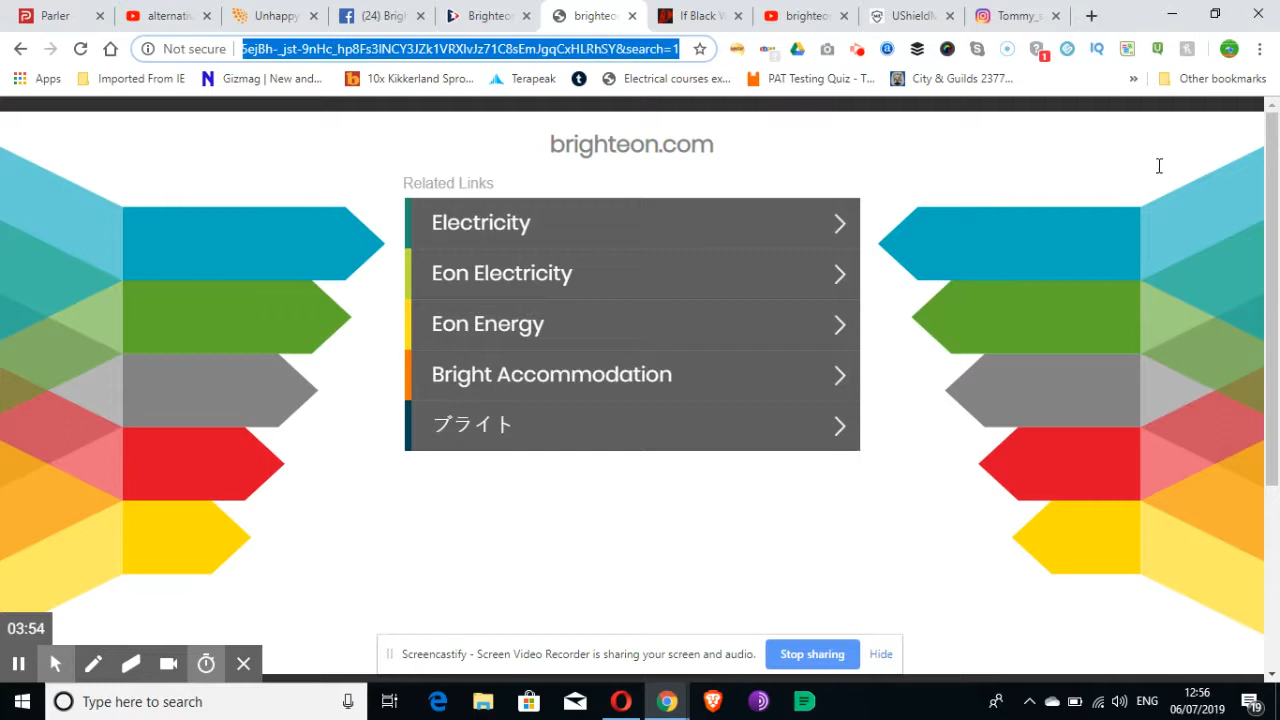 Parler
alternati
Unhappy
(24) Brig
Brighteo
brighteo
If Black
brighteo
UShield
Tommy_s
Not secure
5ejBh-_jst-9nHc_hp8Fs3lNCY3JZk1VRXlvJz71C8sEmJgqCxHLRhSY&search=1
Apps
Imported From IE
Gizmag | New and...
10x Kikkerland Spro...
Terapeak
Electrical courses ex...
PAT Testing Quiz - T...
City & Guilds 2377...
»
Other bookmarks
brighteon.com
Related Links
Electricity
Eon Electricity
Eon Energy
Bright Accommodation
ブライト
03:54
Screencastify - Screen Video Recorder is sharing your screen and audio.
Stop sharing
Hide
Type here to search
ENG
12:56
06/07/2019
19